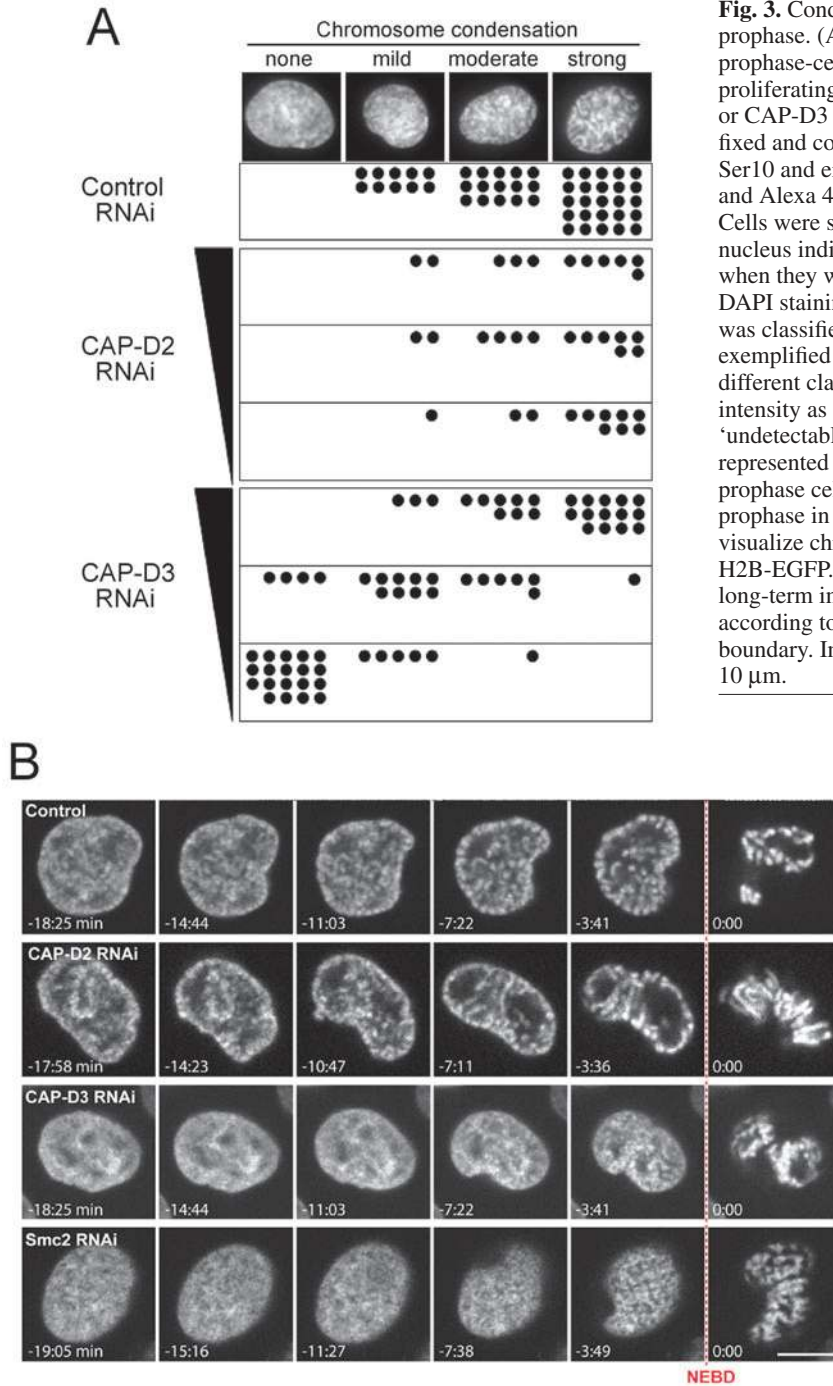 A
Chromosome condensation
none mild moderate strong
Control
RNAi
CAP-D2
RNAi
CAP-D3
RNAi
Fig. 3. Conc
prophase. (A
prophase-ce
proliferating
or CAP-D3
fixed and co
Ser10 and e
and Alexa 4
Cells were s
nucleus indi
when they w
DAPI stainin
was classifie
exemplified
different cla
intensity as
‘undetectabl
represented
prophase ce
prophase in
visualize chr
H2B-EGFP.
long-term in
according to
boundary. In
10 μm.
B
Control
-18:25 min -14:44 -11:03 -7:22 -3:41 0:00
CAP-D2 RNAi
-17:58 min -14:23 -10:47 -7:11 -3:36 0:00
CAP-D3 RNAi
-18:25 min -14:44 -11:03 -7:22 -3:41 0:00
Smc2 RNAi
-19:05 min -15:16 -11:27 -7:38 -3:49 0:00
NEBD